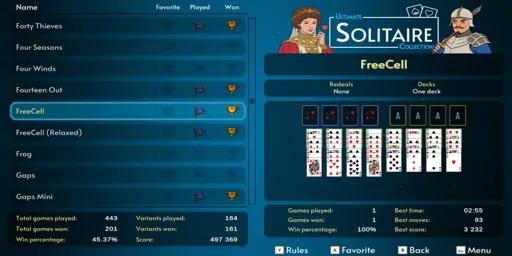 Name Favorite Played Won
Forty Thieves
Four Seasons
Four Winds
Fourteen Out
FreeCell
FreeCell (Relaxed)
Frog
Gaps
Gaps Mini
Total games played: 443 Variants played: 164
Total games won: 201 Variants won: 161
Win percentage: 45.37% Score: 497 369
ULTIMATE
SOLITAIRE
COLLECTION
FreeCell
Redeals Decks
None One deck
A A A A
Games played: 1 Best time: 02:55
Games won: 1 Best moves: 93
Win percentage: 100% Best score: 3 232
Y Rules X Favorite B Back Menu